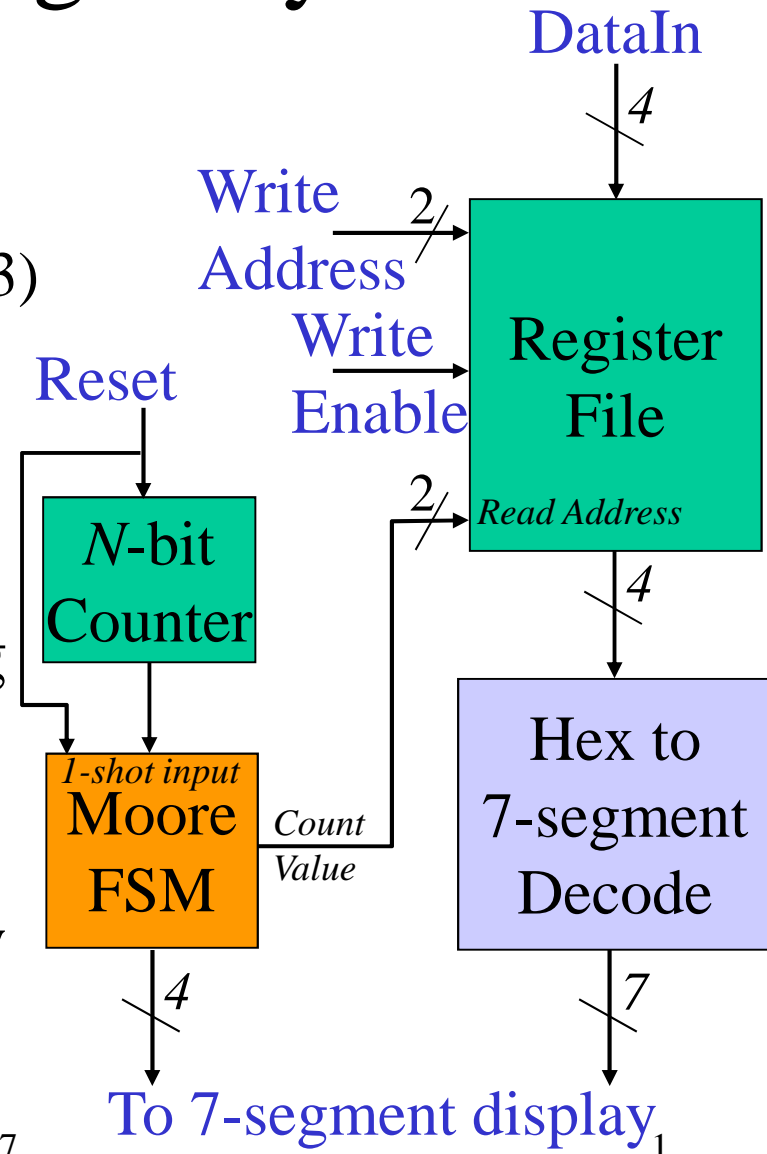 DataIn
4
Write
2
Address
3)
Write
Enable
Register
File
Reset
2
Read Address
N-bit
Counter
4
g
Hex to
7-segment
Decode
1-shot input
Moore
FSM
Count
Value
4
7
To 7-segment display
7
1